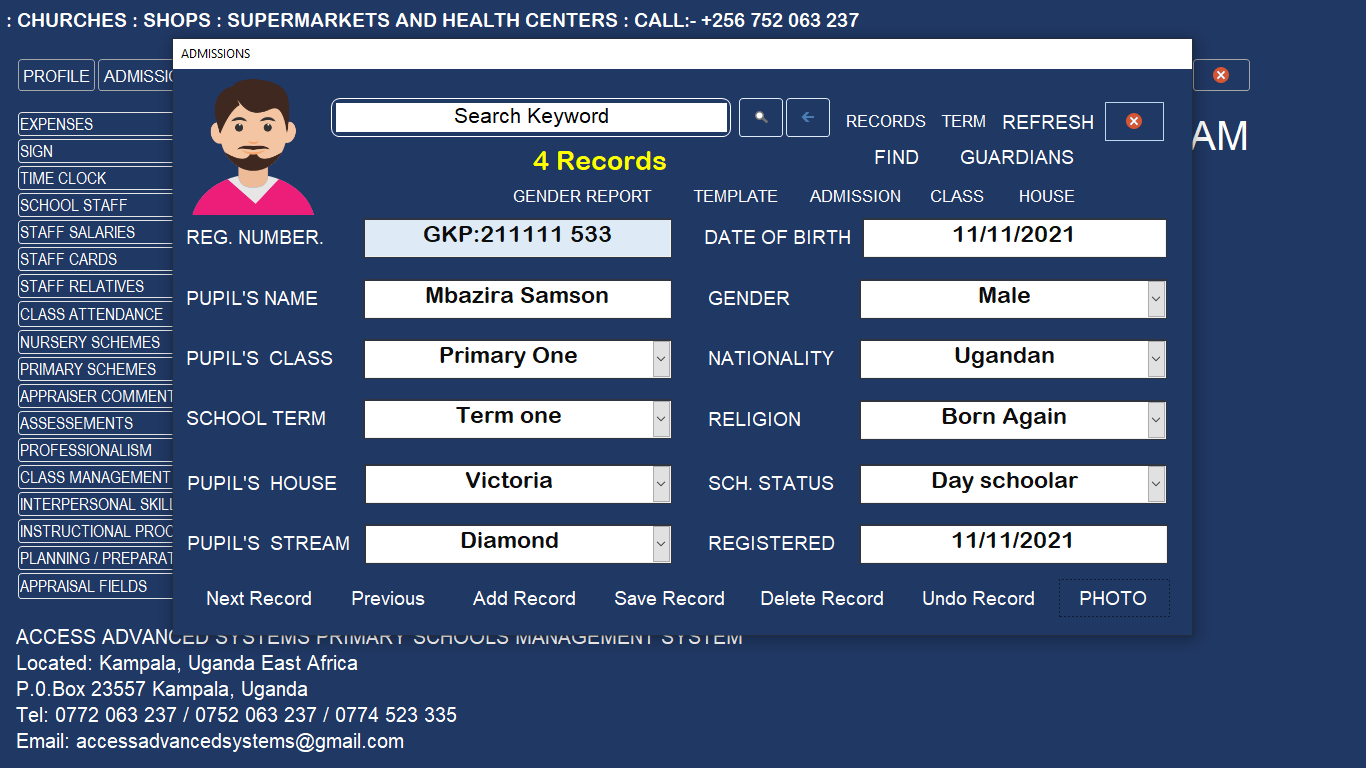 : CHURCHES : SHOPS : SUPERMARKETS AND HEALTH CENTERS : CALL:- +256 752 063 237
ADMISSIONS
PROFILE
Search Keyword
RECORDS TERM REFRESH
AM
4 Records
FIND GUARDIANS
GENDER REPORT TEMPLATE ADMISSION CLASS HOUSE
EXPENSES
SIGN
TIME CLOCK
SCHOOL STAFF
STAFF SALARIES
STAFF CARDS
STAFF RELATIVES
CLASS ATTENDANCE
NURSERY SCHEMES
PRIMARY SCHEMES
APPRAISER COMMENT
ASSESSEMENTS
PROFESSIONALISM
CLASS MANAGEMENT
INTERPERSONAL SKILL
INSTRUCTIONAL PROC
PLANNING / PREPARAT
APPRAISAL FIELDS
REG. NUMBER. GKP:211111 533 DATE OF BIRTH 11/11/2021
PUPIL'S NAME Mbazira Samson GENDER Male
PUPIL'S CLASS Primary One NATIONALITY Ugandan
SCHOOL TERM Term one RELIGION Born Again
PUPIL'S HOUSE Victoria SCH. STATUS Day schoolar
PUPIL'S STREAM Diamond REGISTERED 11/11/2021
Next Record Previous Add Record Save Record Delete Record Undo Record PHOTO
ACCESS ADVANCED SYSTEMS PRIMARY SCHOOLS MANAGEMENT SYSTEM
Located: Kampala, Uganda East Africa
P.0.Box 23557 Kampala, Uganda
Tel: 0772 063 237 / 0752 063 237 / 0774 523 335
Email: accessadvancedsystems@gmail.com